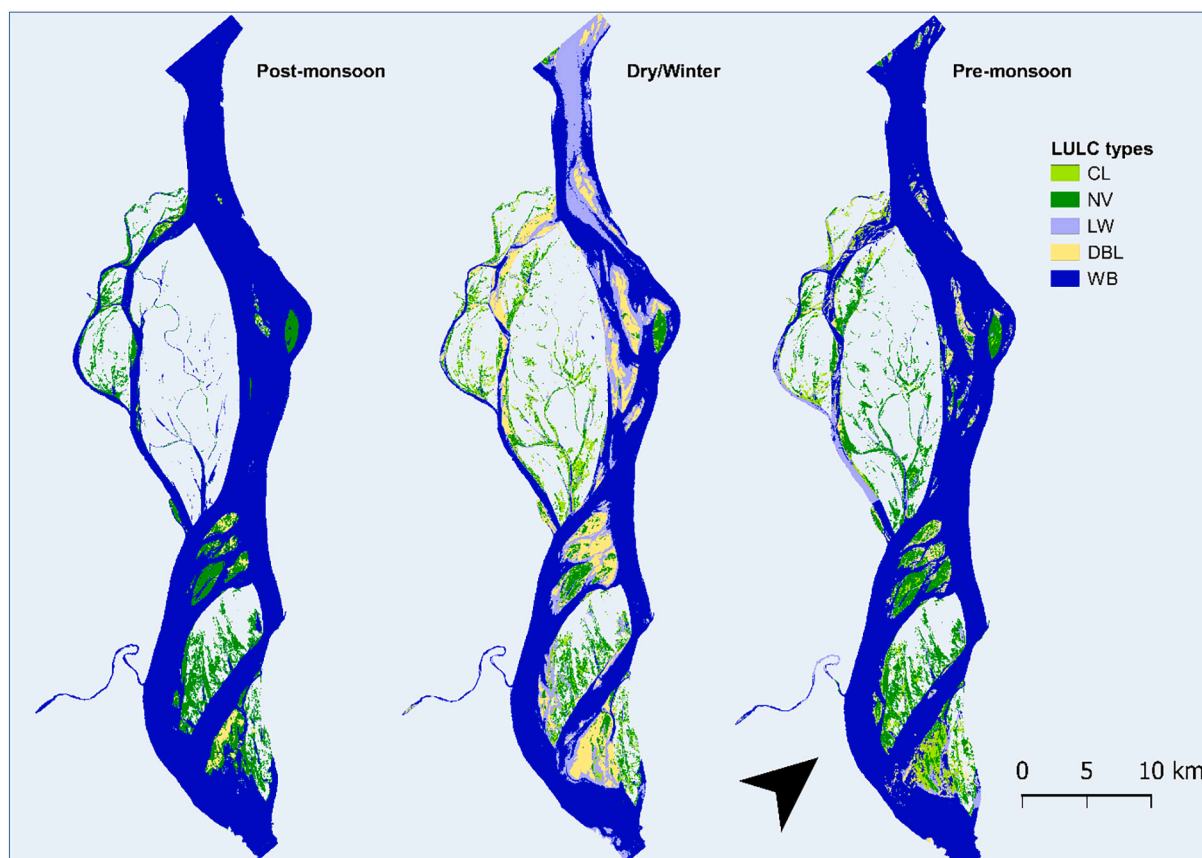 Post-monsoon
Dry/Winter
Pre-monsoon
LULC types
CL
NV
LW
DBL
WB
0 5 10 km